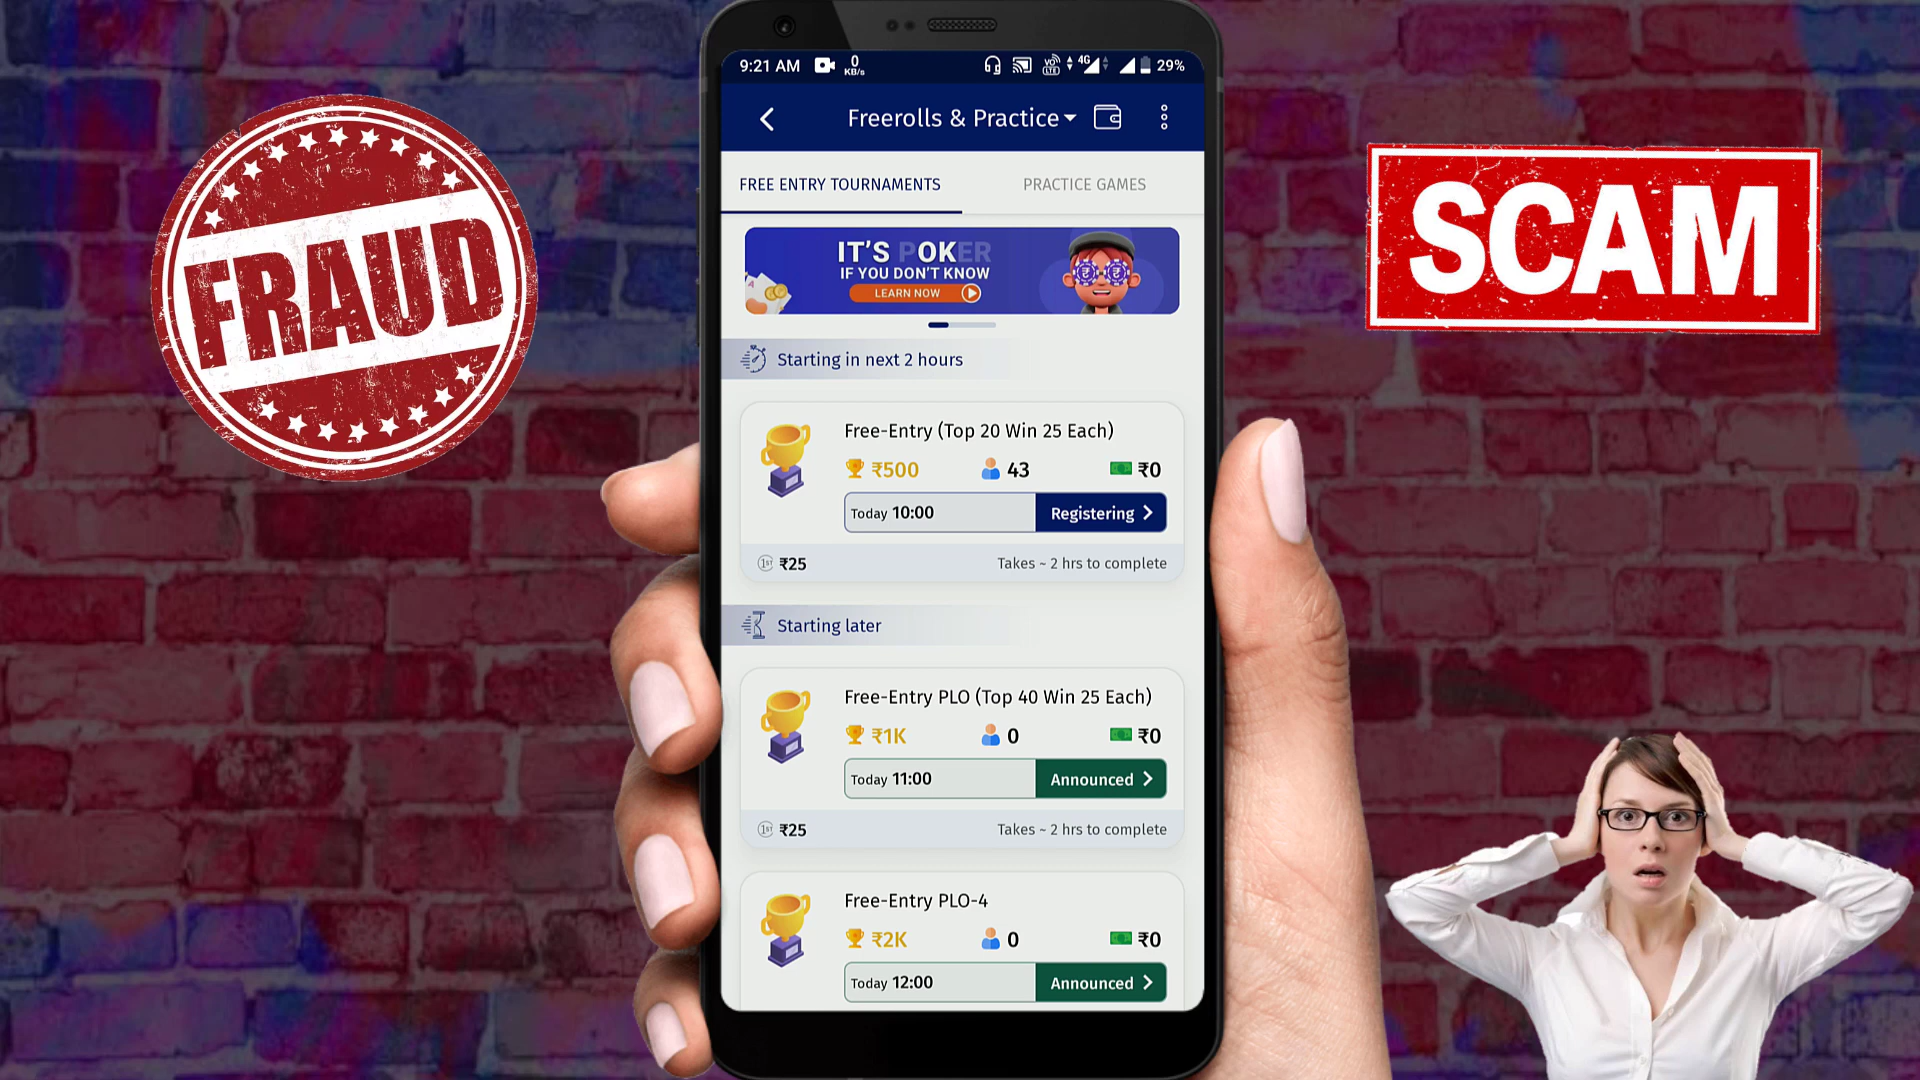 FRAUD
SCAM
9:21 AM 0 KB/s VO LTE 4G 29%
Freerolls & Practice
FREE ENTRY TOURNAMENTS PRACTICE GAMES
IT'S POKER
IF YOU DON'T KNOW
LEARN NOW
Starting in next 2 hours
Free-Entry (Top 20 Win 25 Each)
₹500 43 ₹0
Today 10:00 Registering
1st ₹25 Takes ~ 2 hrs to complete
Starting later
Free-Entry PLO (Top 40 Win 25 Each)
₹1K 0 ₹0
Today 11:00 Announced
1st ₹25 Takes ~ 2 hrs to complete
Free-Entry PLO-4
₹2K 0 ₹0
Today 12:00 Announced